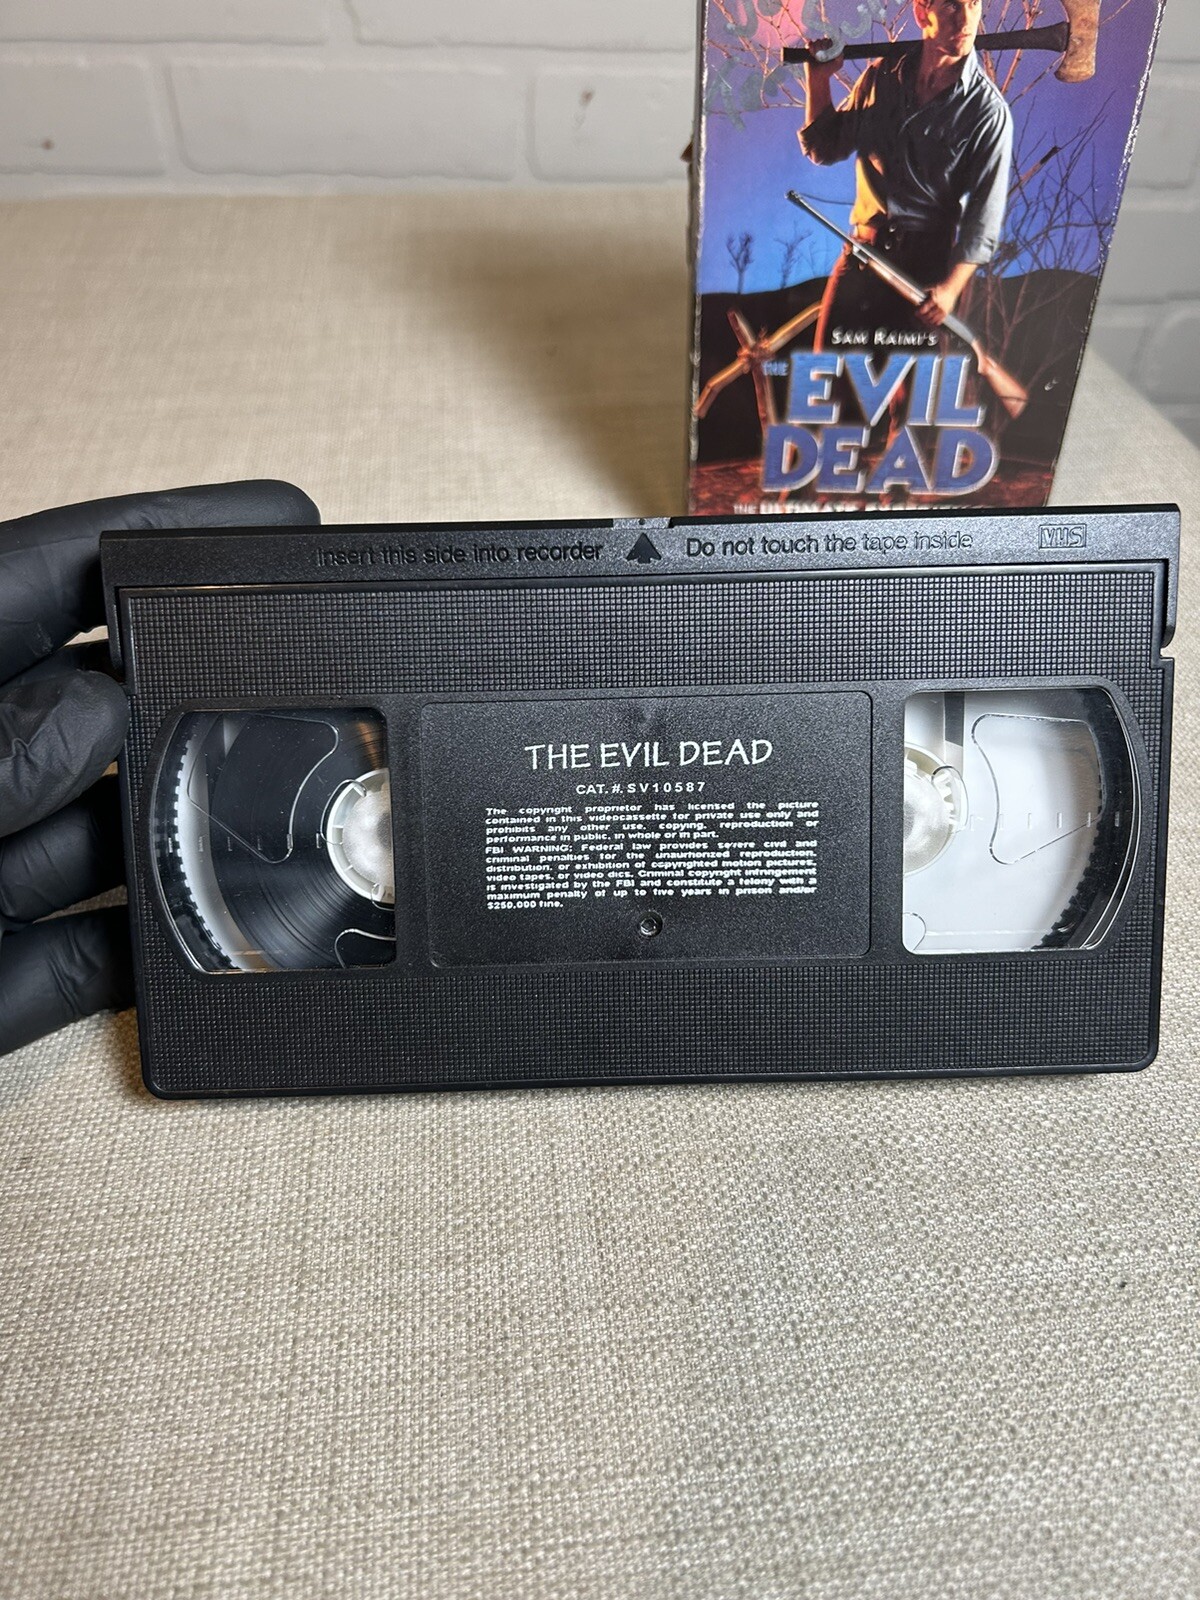 SAM RAIMI'S
THE EVIL
DEAD
Insert this side into recorder Do not touch the tape inside VHS
THE EVIL DEAD
CAT. #. SV10587
The copyright proprietor has licensed the picture
contained in this videocassette for private use only and
prohibits any other use, copying, reproduction or
performance in public, in whole or in part.
FBI WARNING: Federal law provides severe civil and
criminal penalties for the unauthorized reproduction,
distribution, or exhibition of copyrighted motion pictures,
video tapes, or video dics. Criminal copyright infringement
is investigated by the FBI and constitute a felony with a
maximum penalty of up to five years in prison and/or
$250,000 fine.